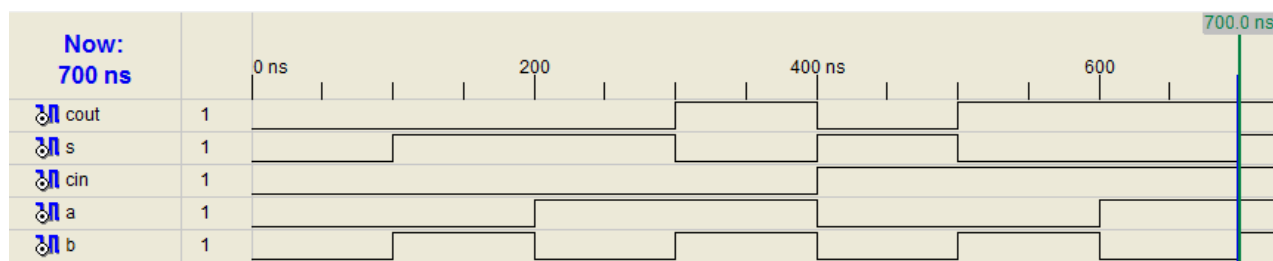 700.0 ns
Now:
700 ns
0 ns 200 400 ns 600
cout 1
s 1
cin 1
a 1
b 1